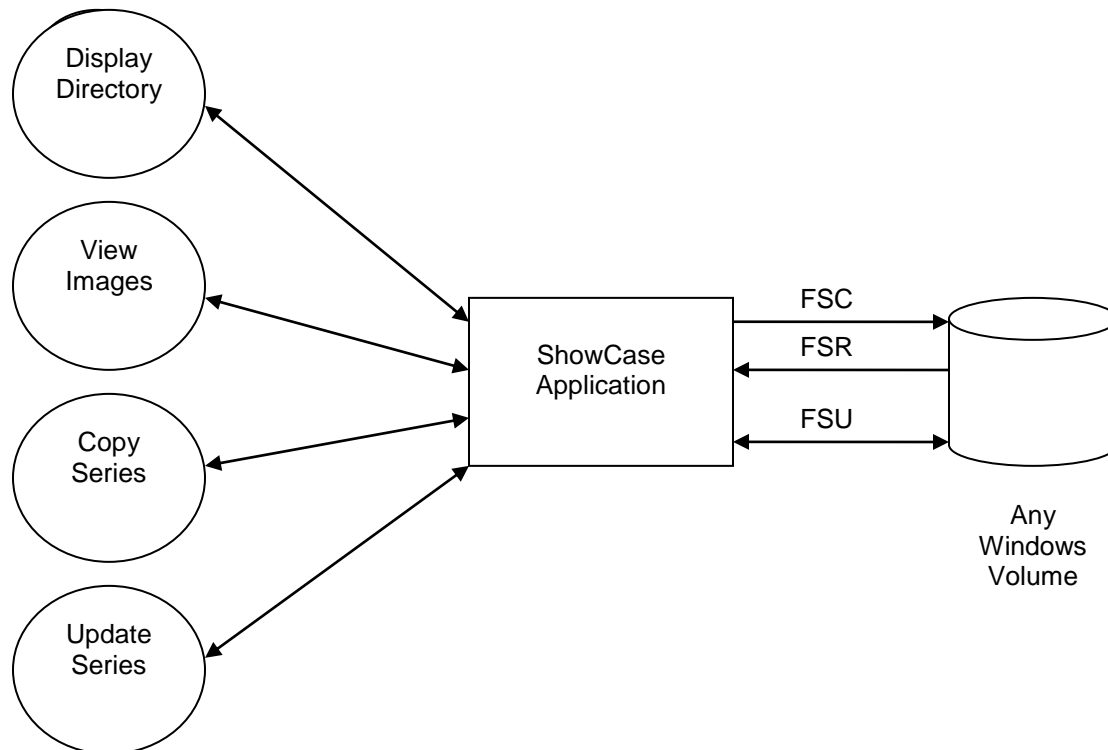 Display
Directory
View
Images
Copy
Series
Update
Series
ShowCase
Application
FSC
FSR
FSU
Any
Windows
Volume